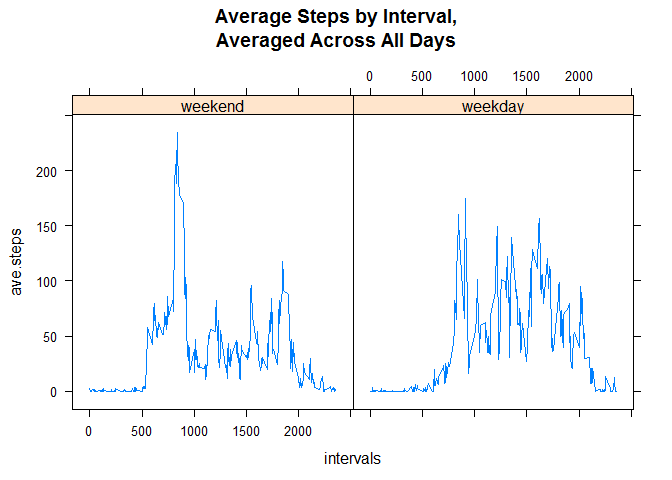 Average Steps by Interval,
Averaged Across All Days
0 500 1000 1500 2000
weekend weekday
200
150
100
50
0
ave.steps
0 500 1000 1500 2000
intervals